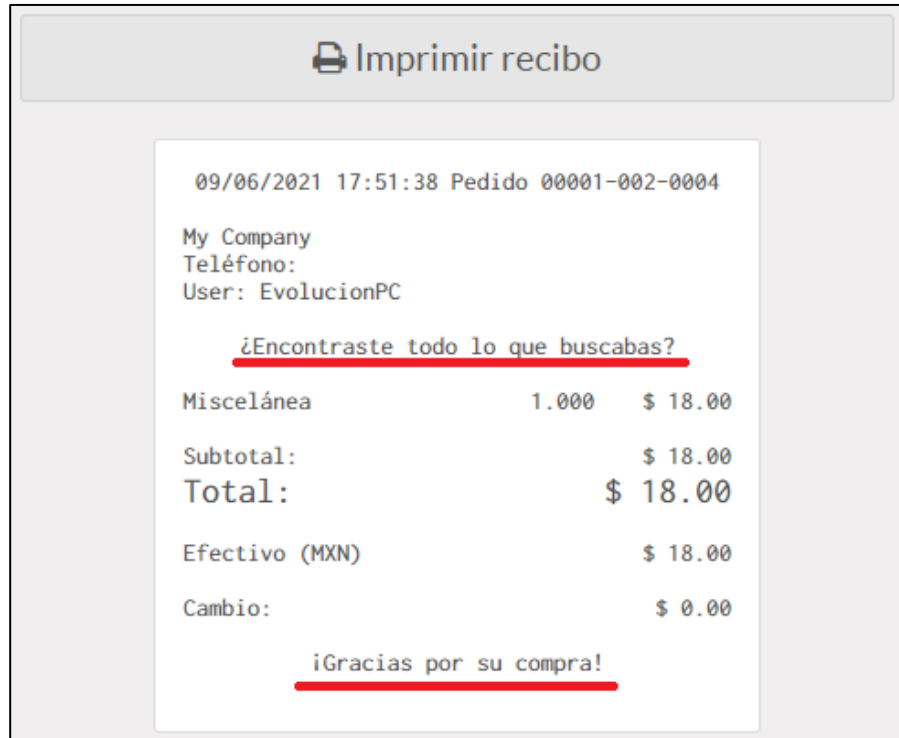 Imprimir recibo
09/06/2021 17:51:38 Pedido 00001-002-0004
My Company
Teléfono:
User: EvolucionPC
¿Encontraste todo lo que buscabas?
Miscelánea 1.000 $ 18.00
Subtotal: $ 18.00
Total: $ 18.00
Efectivo (MXN) $ 18.00
Cambio: $ 0.00
¡Gracias por su compra!